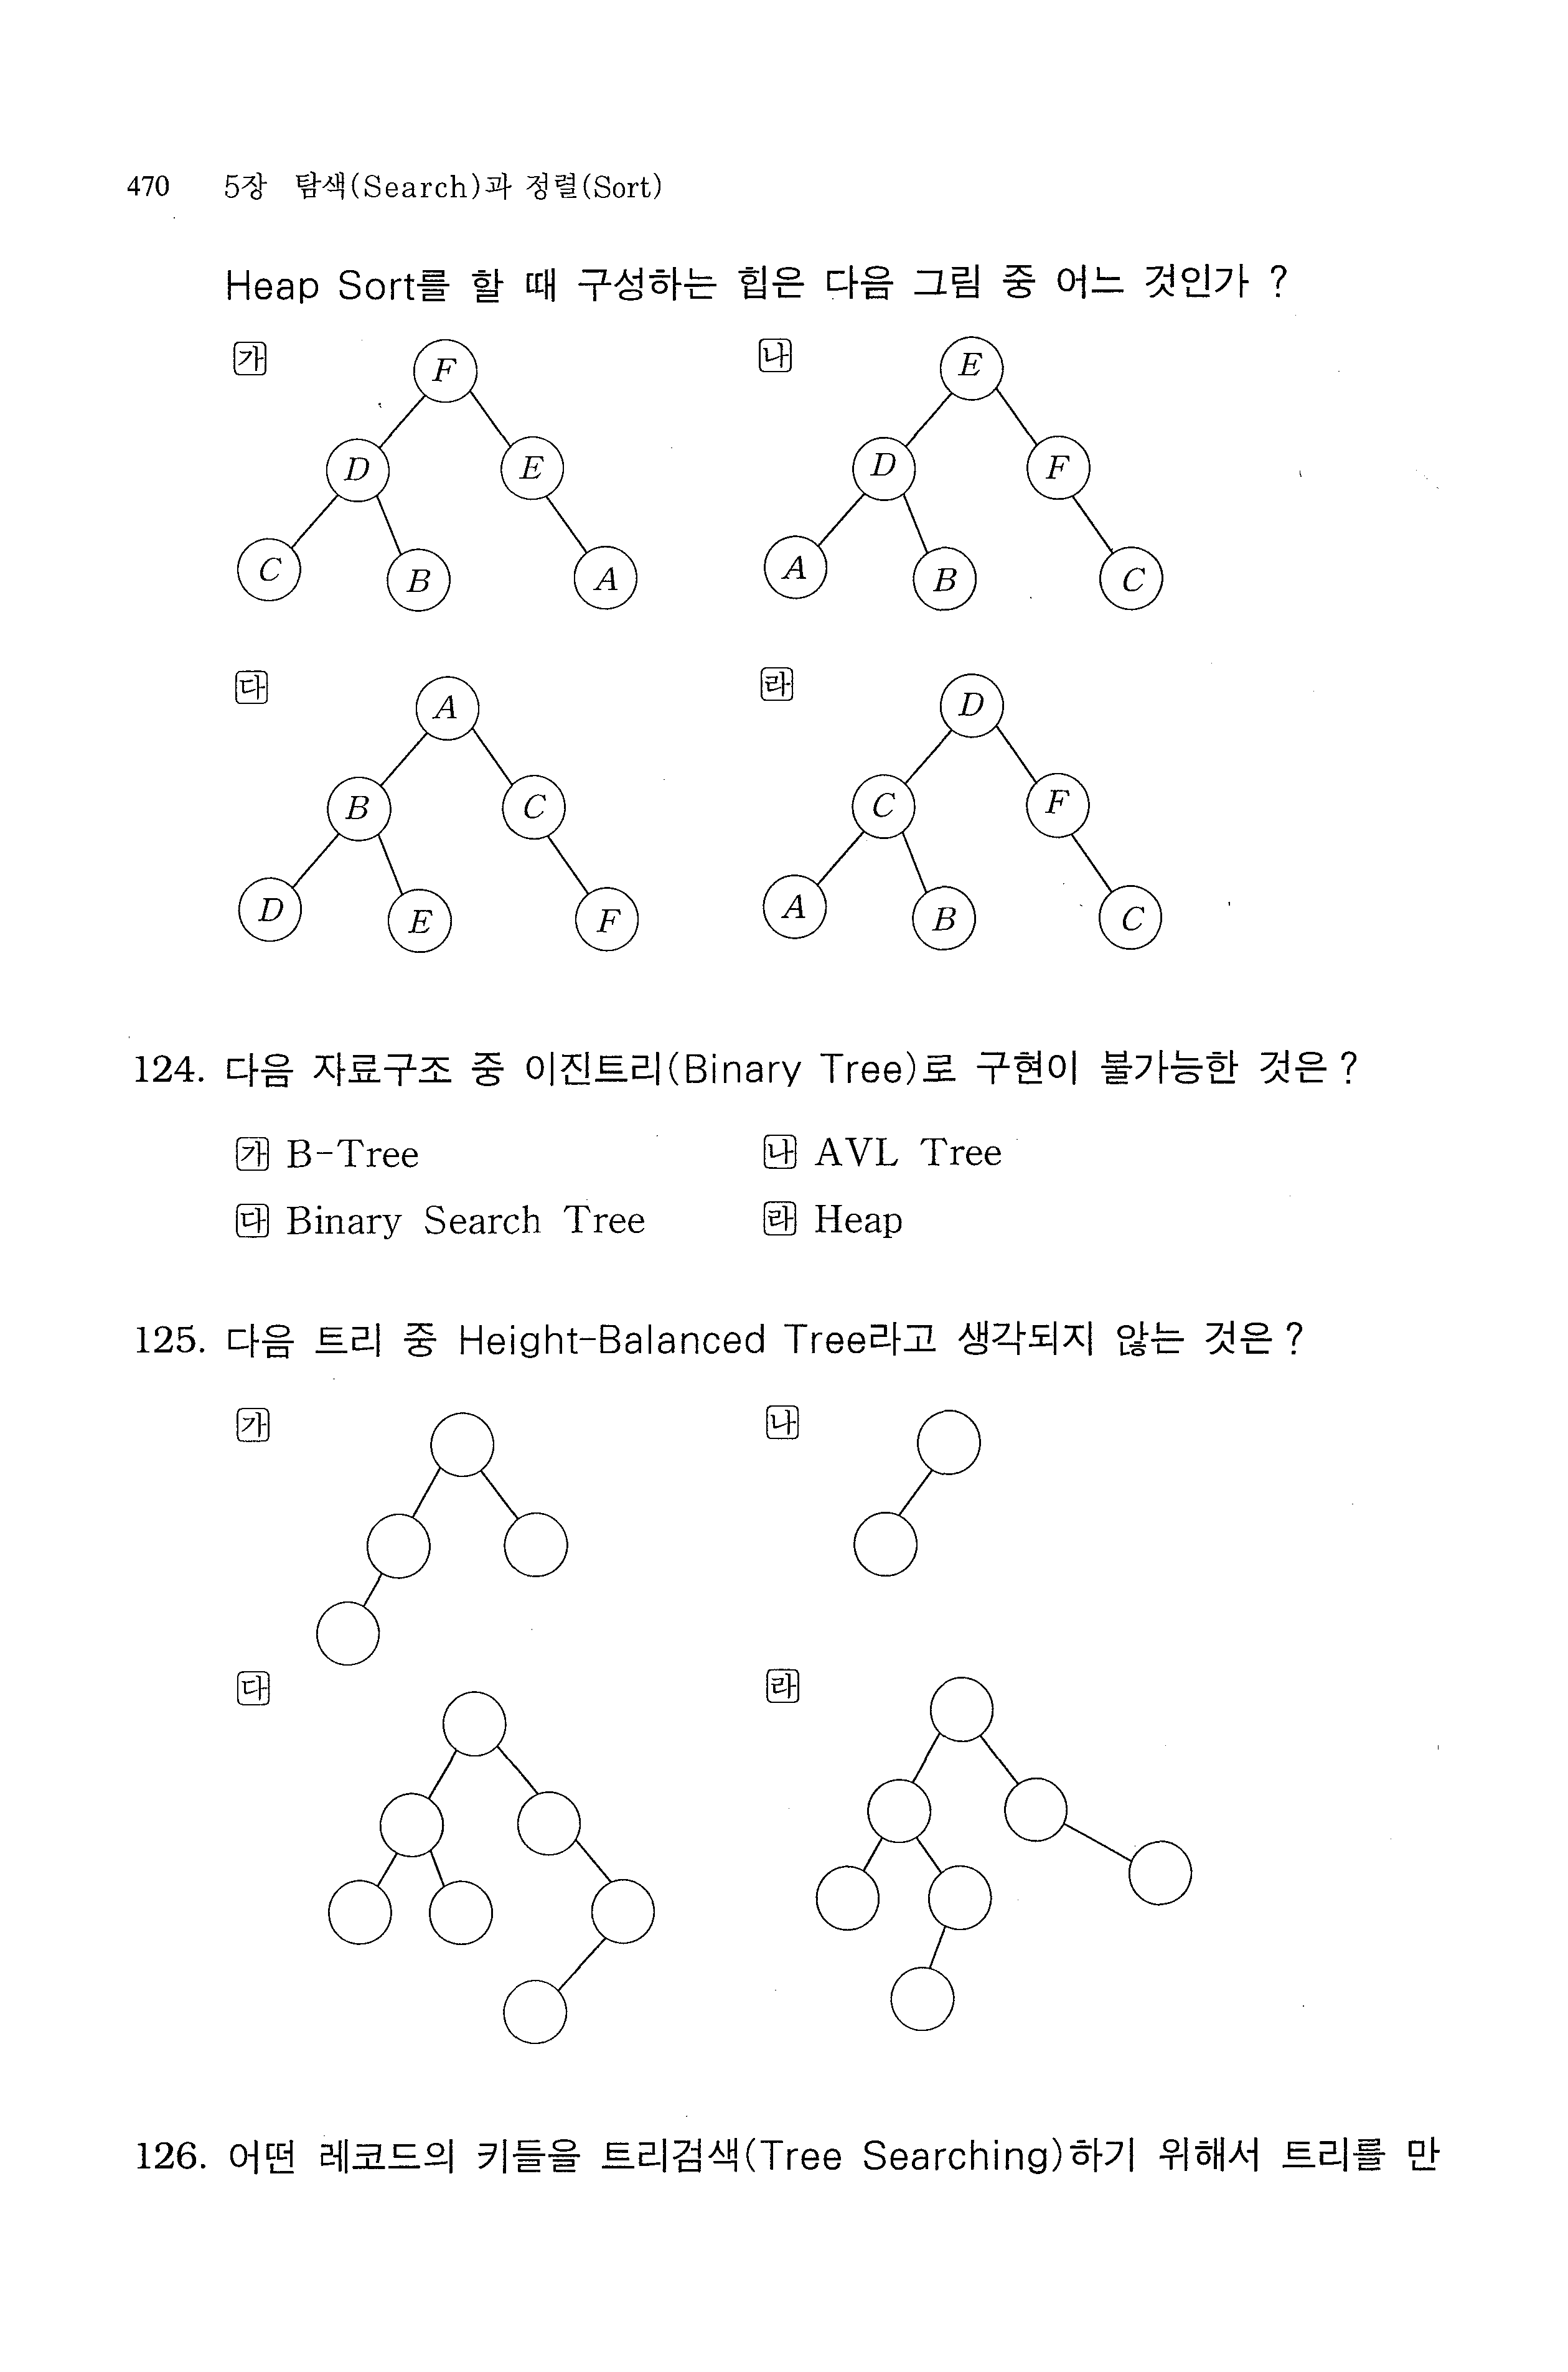 470 5장 탐색(Search)과 정렬(Sort)
Heap Sort를 할 때 구성하는 힙은 다음 그림 중 어느 것인가 ?
가 나
F E
D E D F
C B A A B C
다 라
A D
B C C F
D E F A B C
124. 다음 자료구조 중 이진트리(Binary Tree)로 구현이 불가능한 것은 ?
가 B-Tree 나 AVL Tree
다 Binary Search Tree 라 Heap
125. 다음 트리 중 Height-Balanced Tree라고 생각되지 않는 것은 ?
가 나
다 라
126. 어떤 레코드의 키들을 트리검색(Tree Searching)하기 위해서 트리를 만